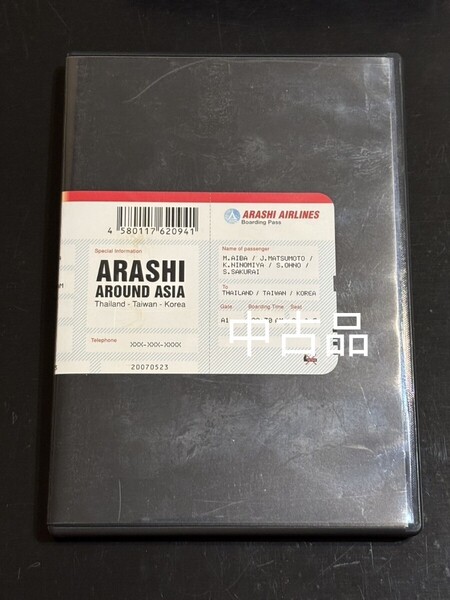 4 580117 620941
Special Information
ARASHI
AROUND ASIA
Thailand - Taiwan - Korea
Telephone
XXX-XXX-XXXX
20070523
ARASHI AIRLINES
Boarding Pass
Name of passenger
M.AIBA / J.MATSUMOTO /
K.NINOMIYA / S.OHNO /
S.SAKURAI
To
THAILAND / TAIWAN / KOREA
Gate Boarding Time Seat
中古品